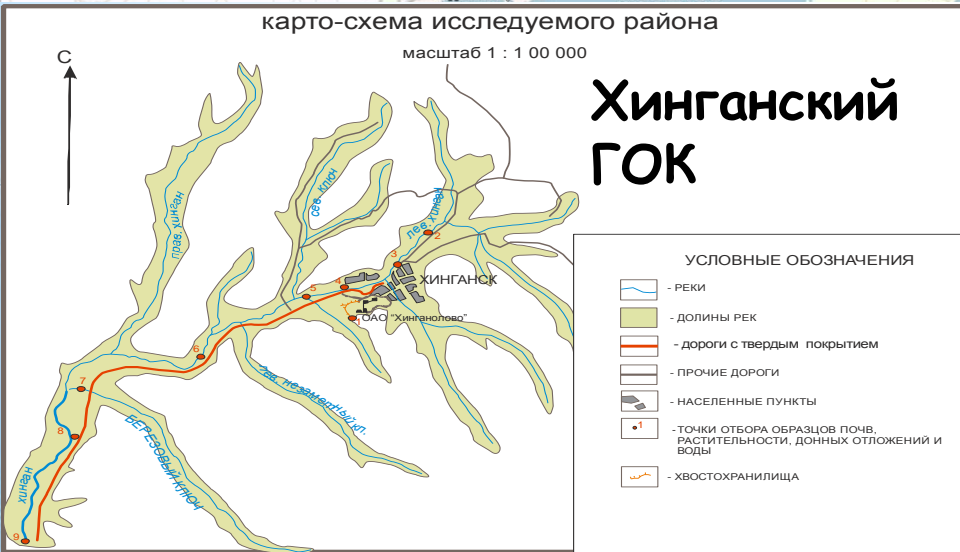 карто-схема исследуемого района
масштаб 1 : 1 00 000
С
Хинганский
ГОК
прав. хинган
сев. ключ
лев. хинган
2
3
ХИНГАНСК
4
5
ОАО "Хинганолово"
1
6
7
лев. незаметный кл.
БЕРЕЗОВЫЙ КЛЮЧ
8
хинган
9
УСЛОВНЫЕ ОБОЗНАЧЕНИЯ
- РЕКИ
- ДОЛИНЫ РЕК
- дороги с твердым покрытием
- ПРОЧИЕ ДОРОГИ
- НАСЕЛЕННЫЕ ПУНКТЫ
1
-ТОЧКИ ОТБОРА ОБРАЗЦОВ ПОЧВ,
РАСТИТЕЛЬНОСТИ, ДОННЫХ ОТЛОЖЕНИЙ И
ВОДЫ
- ХВОСТОХРАНИЛИЩА